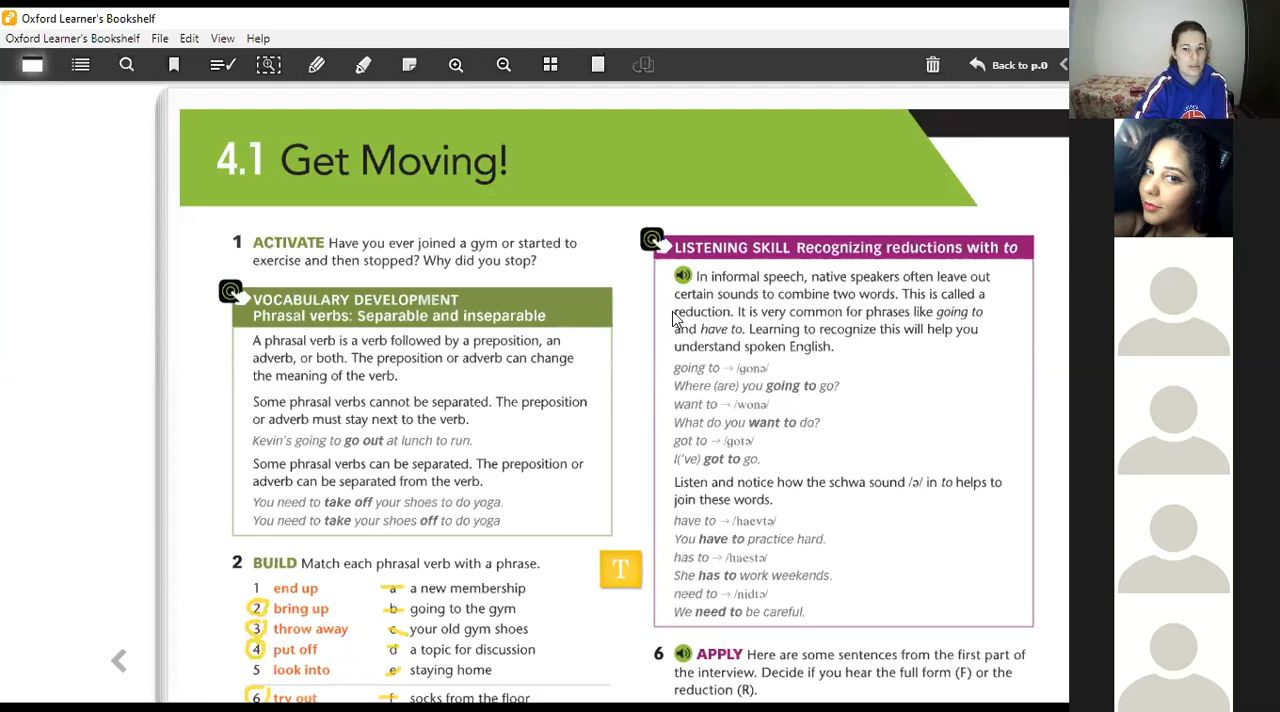 Oxford Learner's Bookshelf
Oxford Learner's Bookshelf File Edit View Help
Back to p.0
4.1 Get Moving!
1 ACTIVATE Have you ever joined a gym or started to
exercise and then stopped? Why did you stop?
VOCABULARY DEVELOPMENT
Phrasal verbs: Separable and inseparable
A phrasal verb is a verb followed by a preposition, an
adverb, or both. The preposition or adverb can change
the meaning of the verb.
Some phrasal verbs cannot be separated. The preposition
or adverb must stay next to the verb.
Kevin's going to go out at lunch to run.
Some phrasal verbs can be separated. The preposition or
adverb can be separated from the verb.
You need to take off your shoes to do yoga.
You need to take your shoes off to do yoga
2 BUILD Match each phrasal verb with a phrase.
1 end up a a new membership
2 bring up b going to the gym
3 throw away c your old gym shoes
4 put off d a topic for discussion
5 look into e staying home
6 try out f socks from the floor
T
LISTENING SKILL Recognizing reductions with to
In informal speech, native speakers often leave out
certain sounds to combine two words. This is called a
reduction. It is very common for phrases like going to
and have to. Learning to recognize this will help you
understand spoken English.
going to → /gonə/
Where (are) you going to go?
want to → /wonə/
What do you want to do?
got to → /gotə/
I('ve) got to go.
Listen and notice how the schwa sound /ə/ in to helps to
join these words.
have to → /haevtə/
You have to practice hard.
has to → /haestə/
She has to work weekends.
need to → /nidtə/
We need to be careful.
6 APPLY Here are some sentences from the first part of
the interview. Decide if you hear the full form (F) or the
reduction (R).